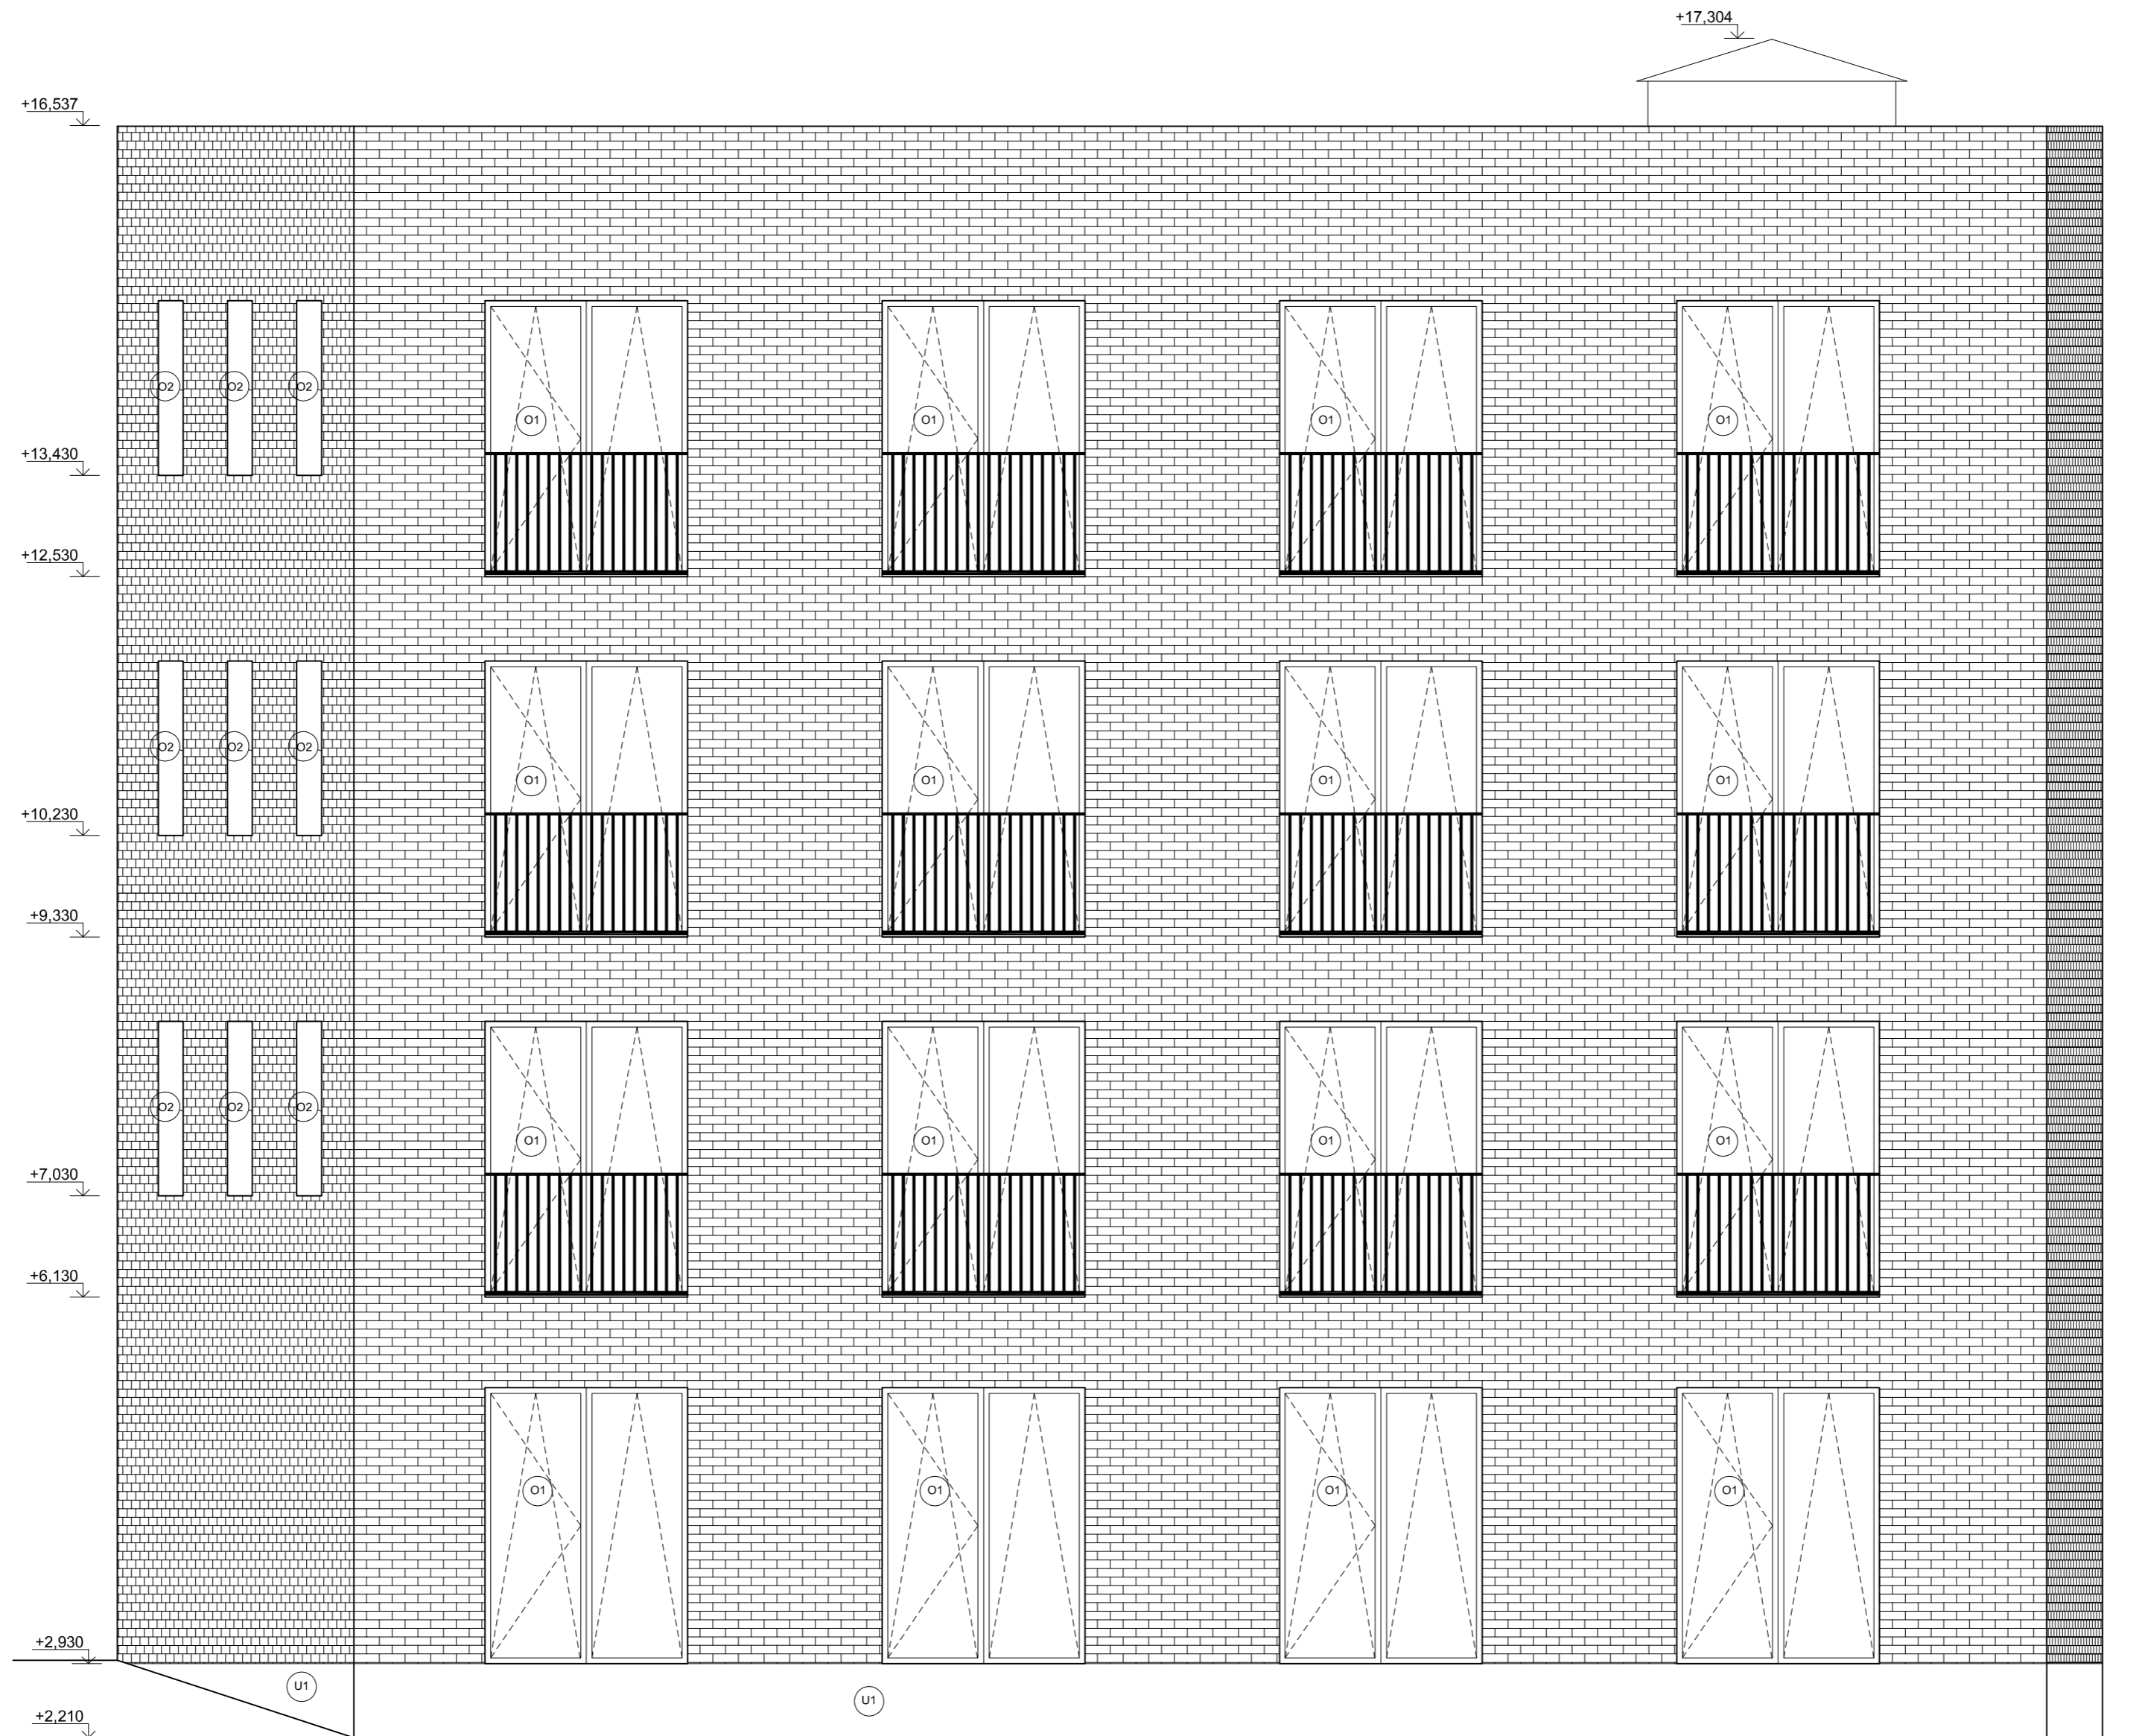 +17,304
+16,537
O2 O2 O2
O1 O1 O1 O1
+13,430
+12,530
O2 O2 O2
O1 O1 O1 O1
+10,230
+9,330
O2 O2 O2
O1 O1 O1 O1
+7,030
+6,130
O1 O1 O1 O1
+2,930
U1
U1
+2,210